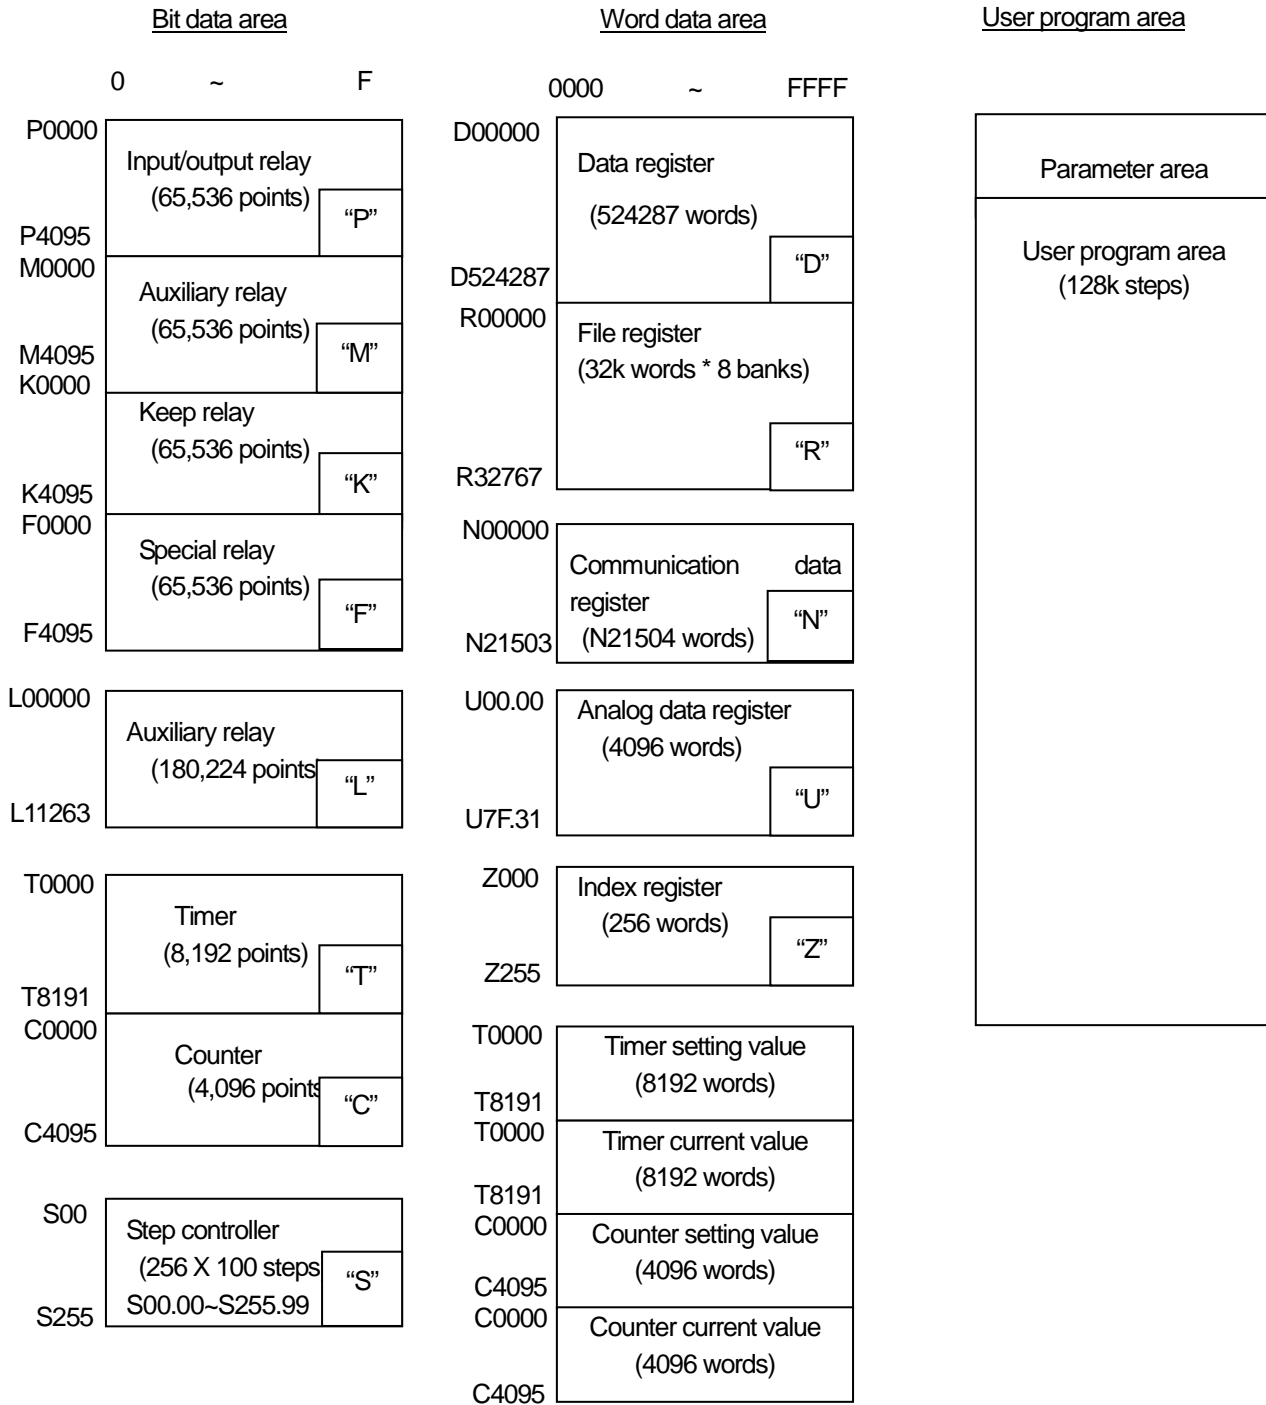 Bit data area
0 ~ F
P0000
Input/output relay
(65,536 points)
“P”
P4095
M0000
Auxiliary relay
(65,536 points)
“M”
M4095
K0000
Keep relay
(65,536 points)
“K”
K4095
F0000
Special relay
(65,536 points)
“F”
F4095
L00000
Auxiliary relay
(180,224 points
“L”
L11263
T0000
Timer
(8,192 points)
“T”
T8191
C0000
Counter
(4,096 points
“C”
C4095
S00
Step controller
(256 X 100 steps
“S”
S00.00~S255.99
S255
Word data area
0000 ~ FFFF
D00000
Data register
(524287 words)
“D”
D524287
R00000
File register
(32k words * 8 banks)
“R”
R32767
N00000
Communication data
register
“N”
(N21504 words)
N21503
U00.00
Analog data register
(4096 words)
“U”
U7F.31
Z000
Index register
(256 words)
“Z”
Z255
T0000
Timer setting value
(8192 words)
T8191
T0000
Timer current value
(8192 words)
T8191
C0000
Counter setting value
(4096 words)
C4095
C0000
Counter current value
(4096 words)
C4095
User program area
Parameter area
User program area
(128k steps)